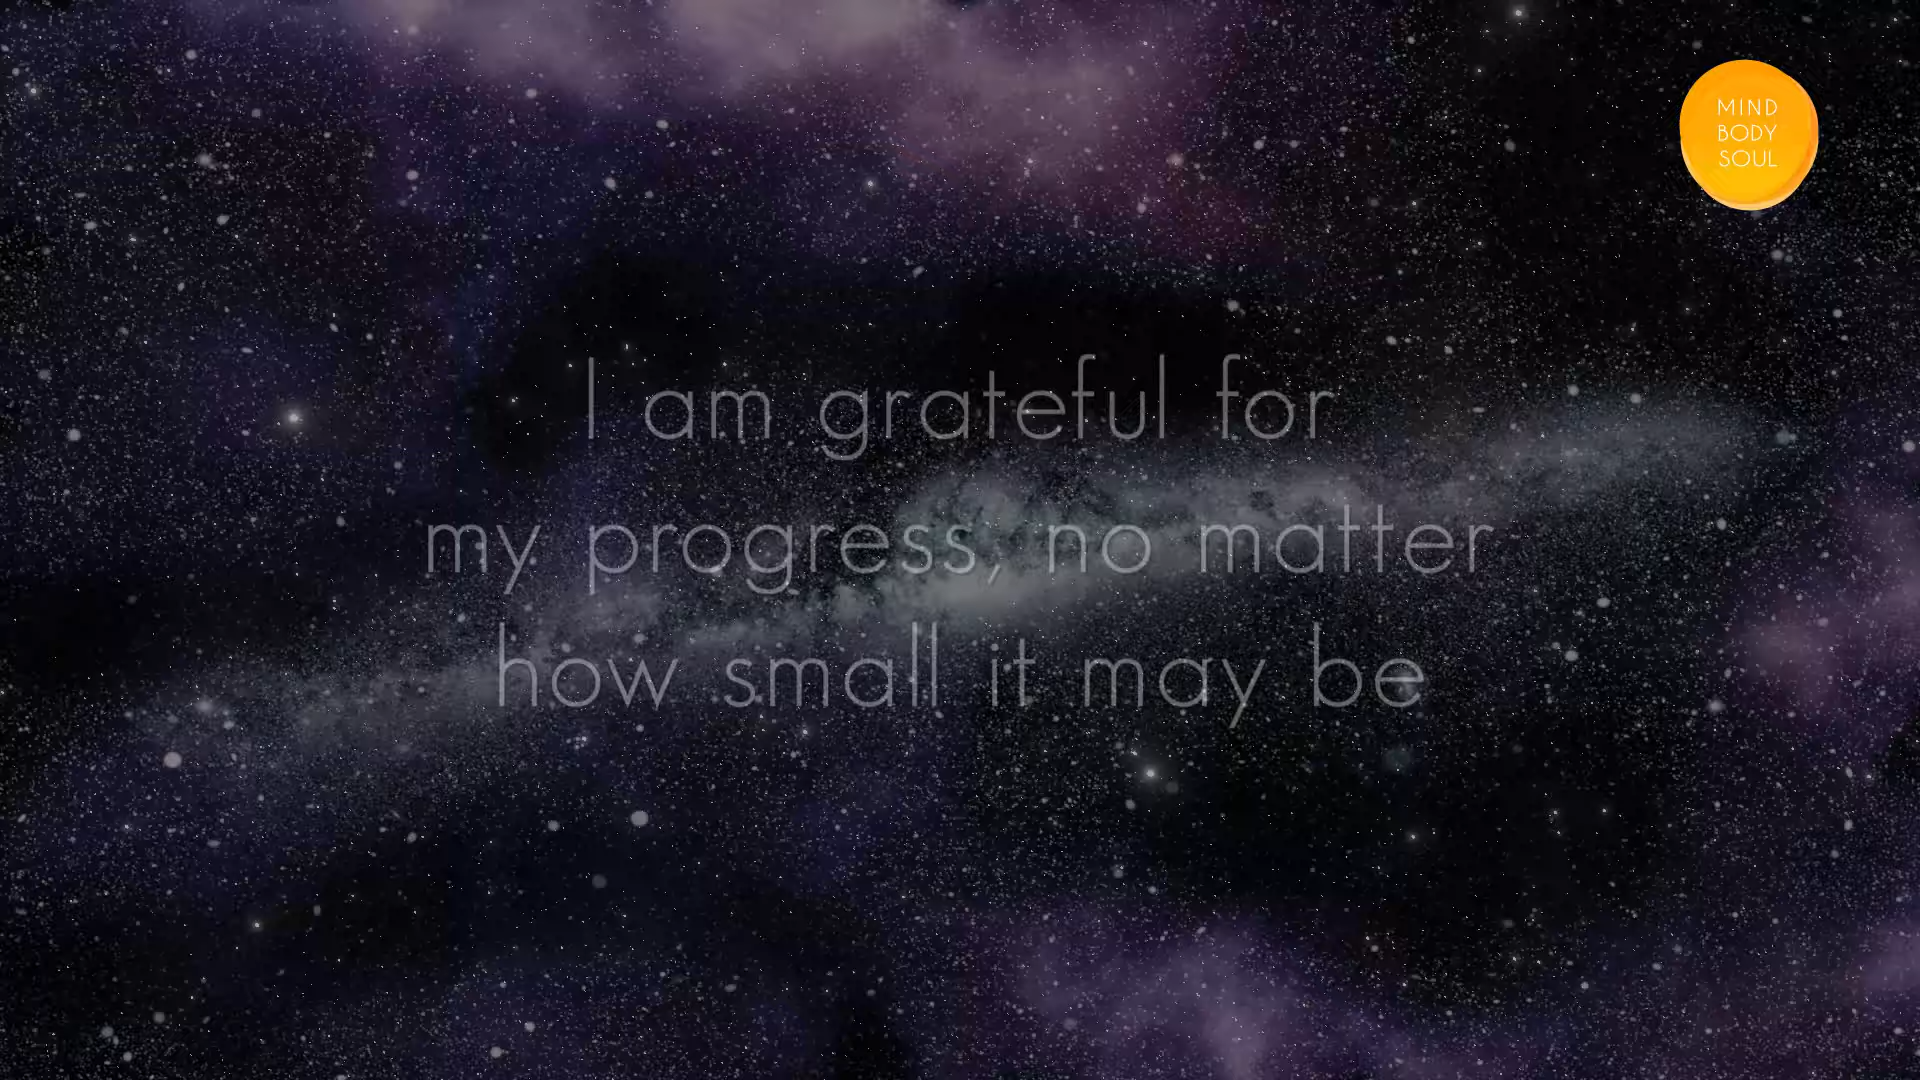 MIND
BODY
SOUL
I am grateful for
my progress, no matter
how small it may be